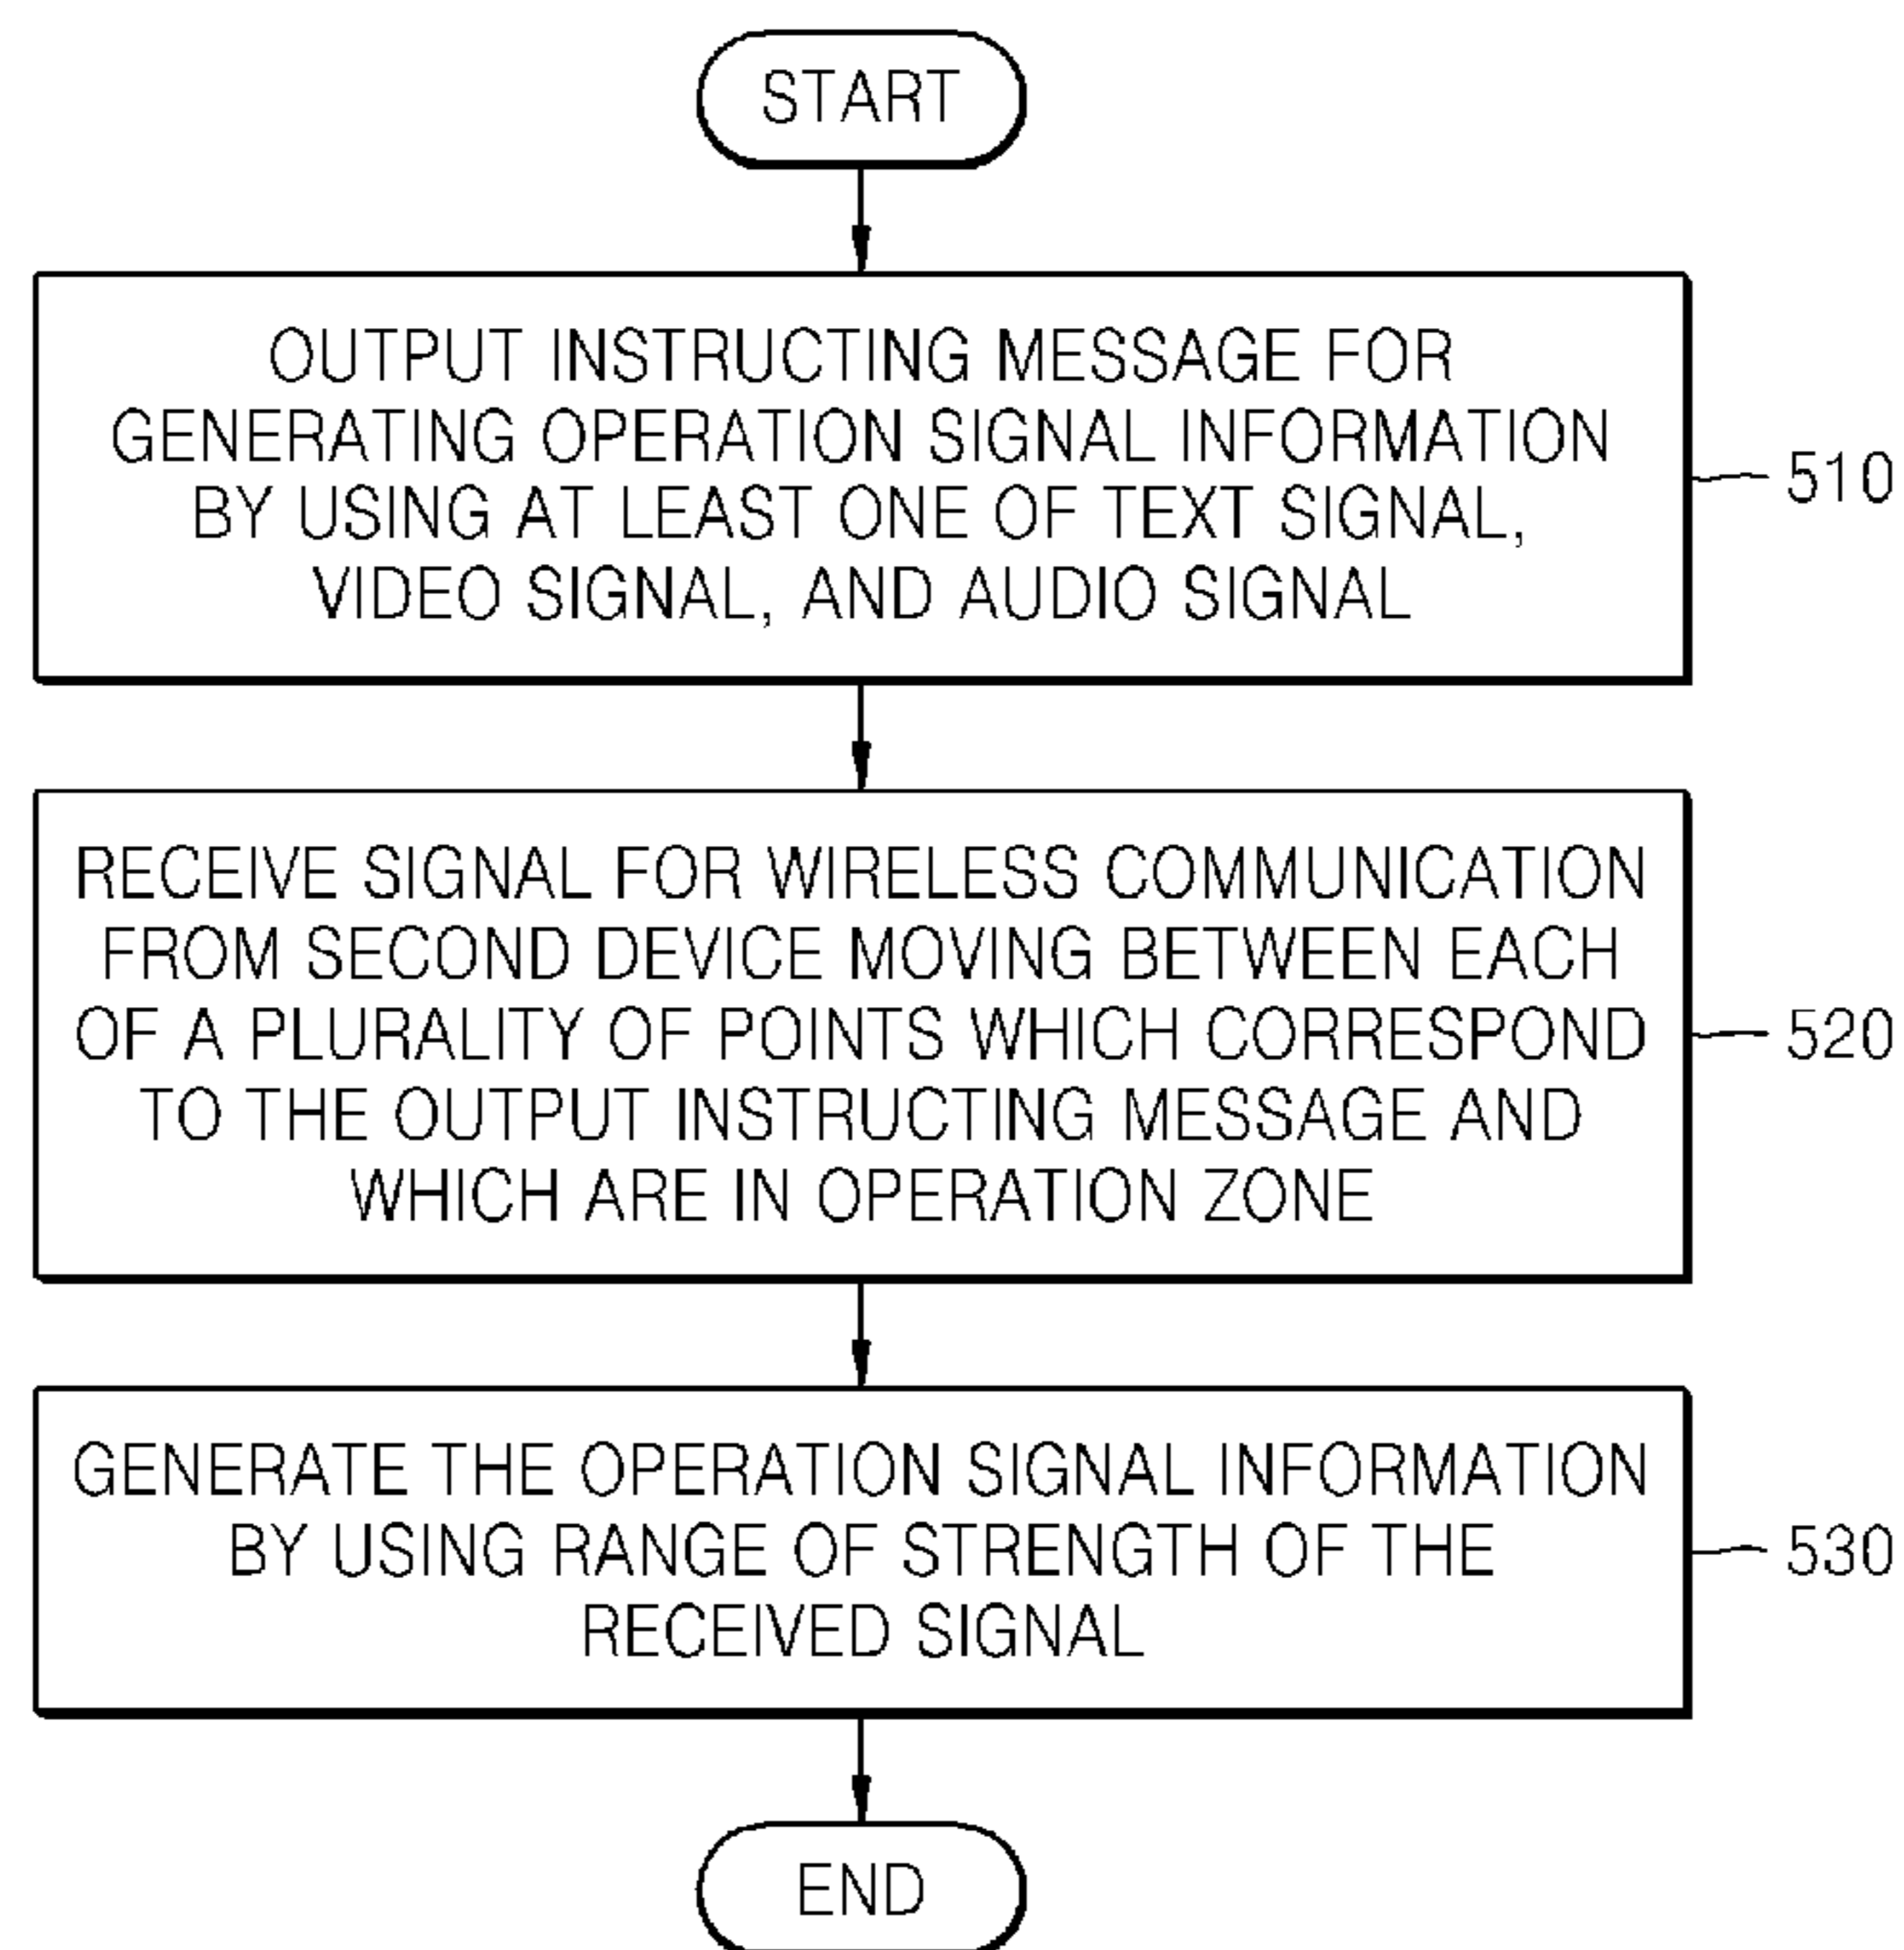 START
OUTPUT INSTRUCTING MESSAGE FOR
GENERATING OPERATION SIGNAL INFORMATION
BY USING AT LEAST ONE OF TEXT SIGNAL,
VIDEO SIGNAL, AND AUDIO SIGNAL
510
RECEIVE SIGNAL FOR WIRELESS COMMUNICATION
FROM SECOND DEVICE MOVING BETWEEN EACH
OF A PLURALITY OF POINTS WHICH CORRESPOND
TO THE OUTPUT INSTRUCTING MESSAGE AND
WHICH ARE IN OPERATION ZONE
520
GENERATE THE OPERATION SIGNAL INFORMATION
BY USING RANGE OF STRENGTH OF THE
RECEIVED SIGNAL
530
END